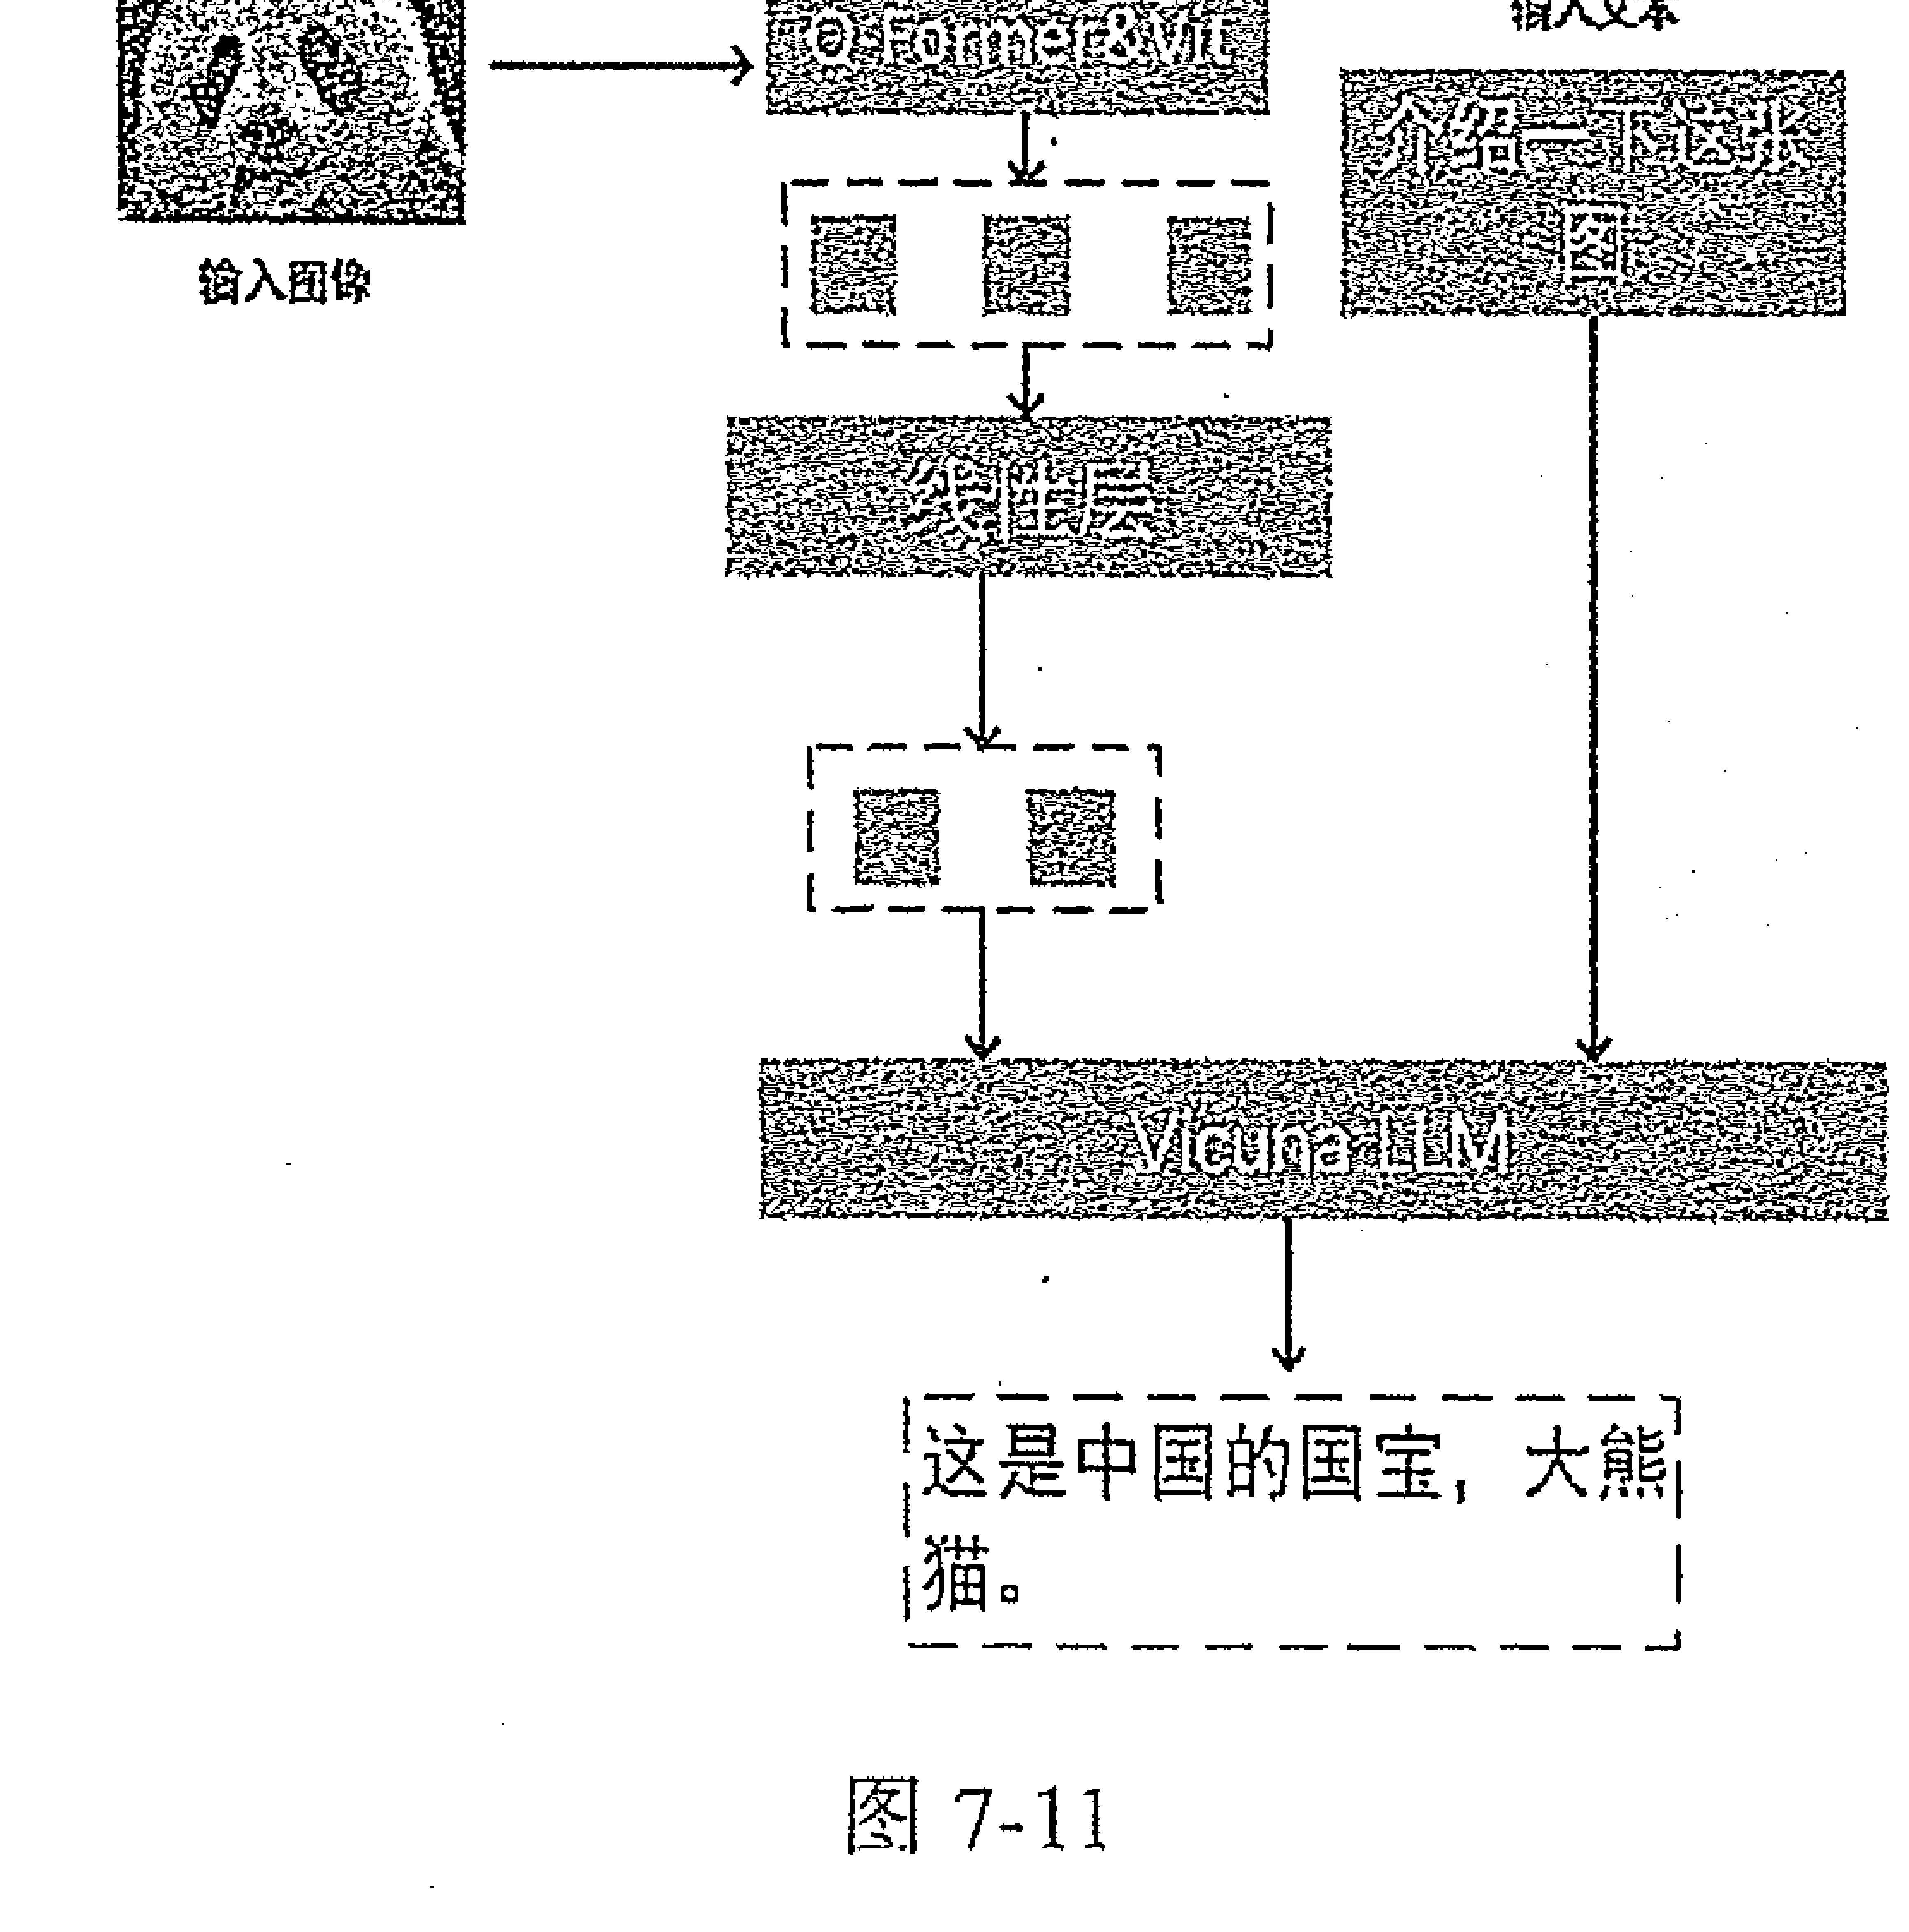 Q-Former&Vit
输入文本
介绍一下这张
图
输入图像
线性层
Vicuna LLM
这是中国的国宝，大熊
猫。
图 7-11